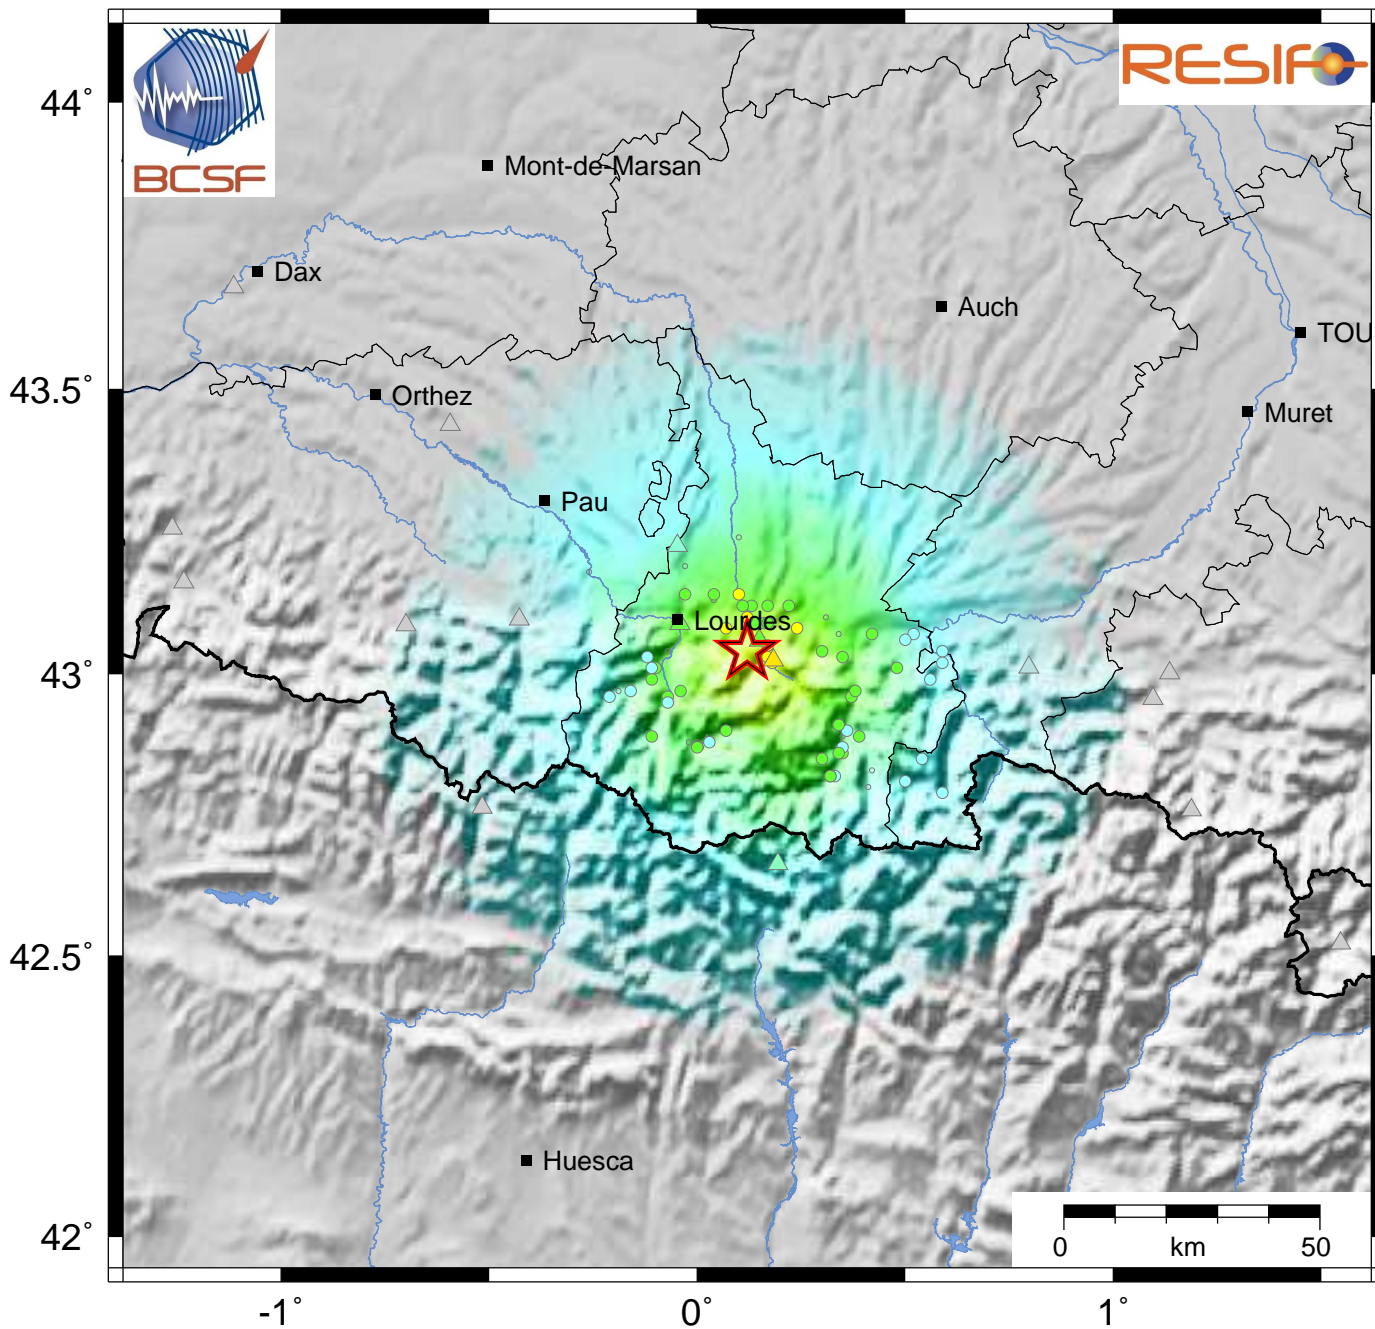 BCSF
RESIF
44°
Mont-de-Marsan
Dax
Auch
TOU
43.5°
Orthez
Muret
Pau
Lourdes
43°
42.5°
Huesca
42°
0 km 50
-1° 0° 1°